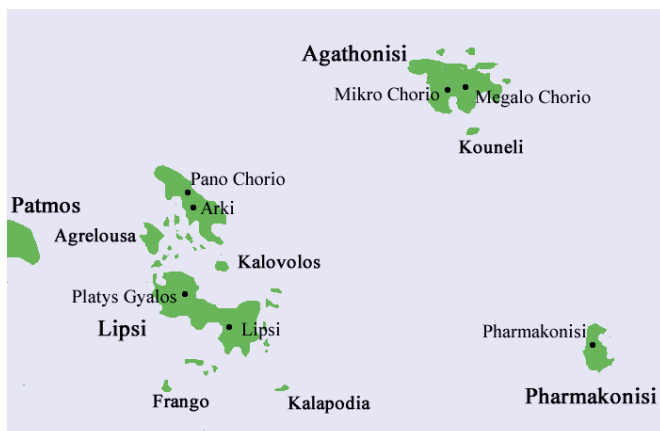 Agathonisi
Mikro Chorio
Megalo Chorio
Kouneli
Pano Chorio
Patmos
Arki
Agrelousa
Kalovolos
Platys Gyalos
Lipsi
Lipsi
Pharmakonisi
Pharmakonisi
Frango
Kalapodia